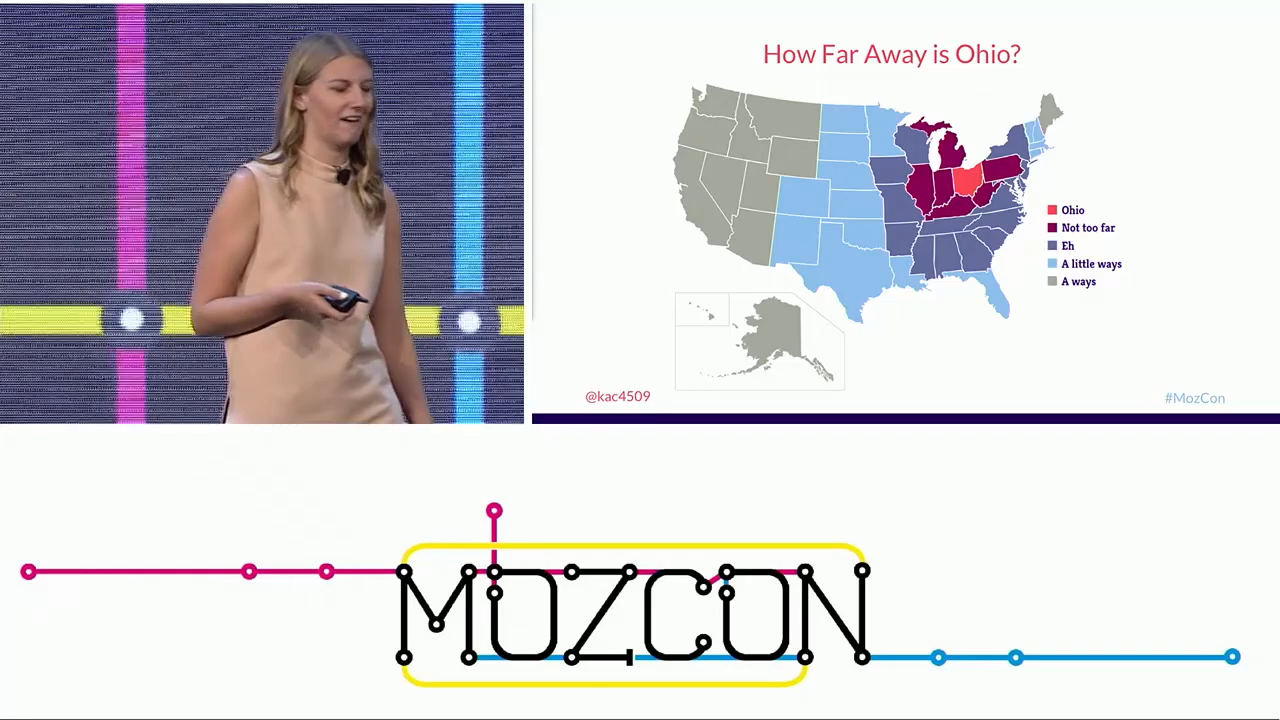 How Far Away is Ohio?
Ohio
Not too far
Eh
A little ways
A ways
@kac4509
#MozCon
MOZCON